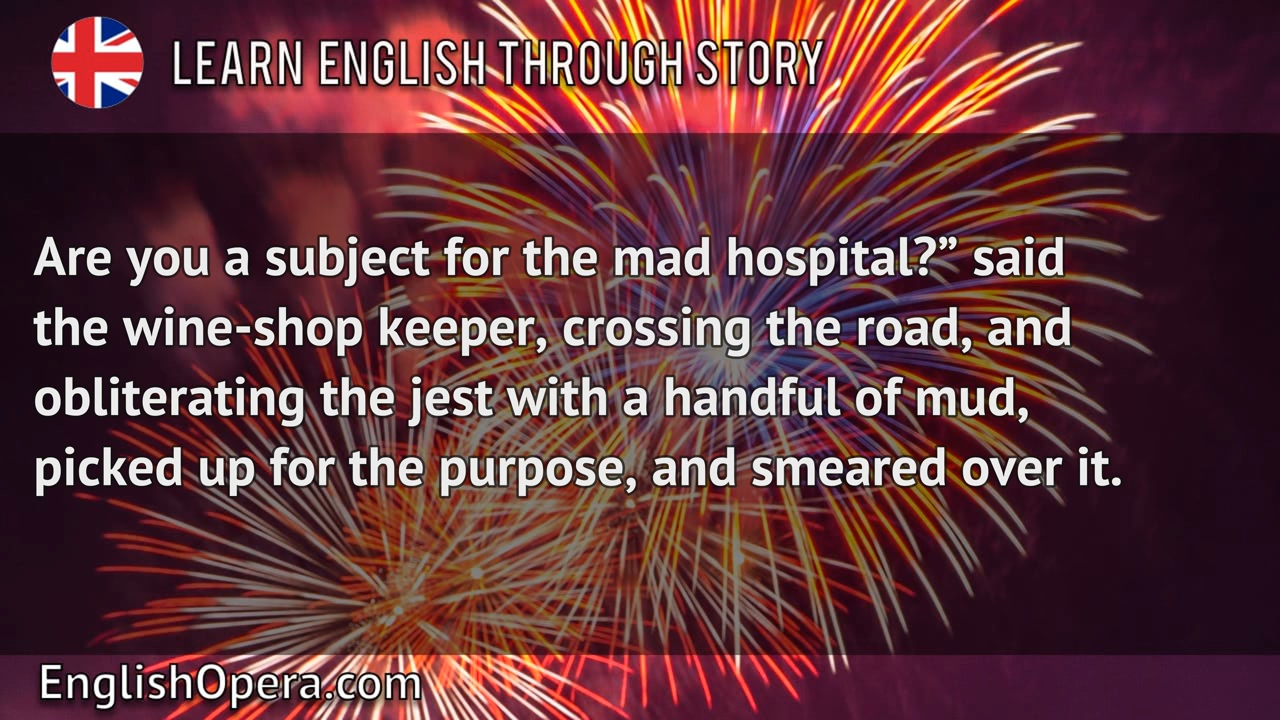 LEARN ENGLISH THROUGH STORY
Are you a subject for the mad hospital?” said
the wine-shop keeper, crossing the road, and
obliterating the jest with a handful of mud,
picked up for the purpose, and smeared over it.
EnglishOpera.com